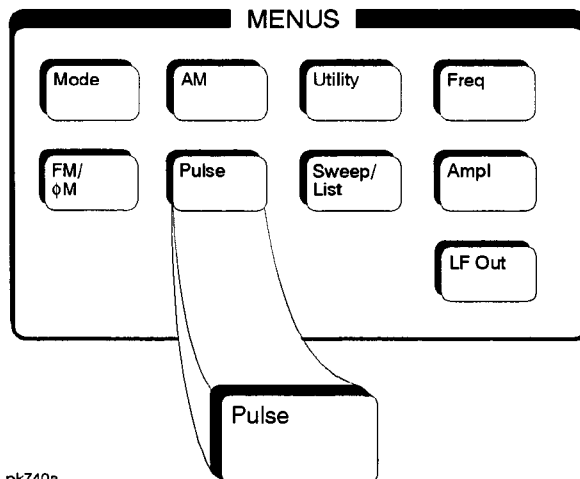 MENUS
Mode
AM
Utility
Freq
FM/
ΦM
Pulse
Sweep/
List
Ampl
LF Out
Pulse